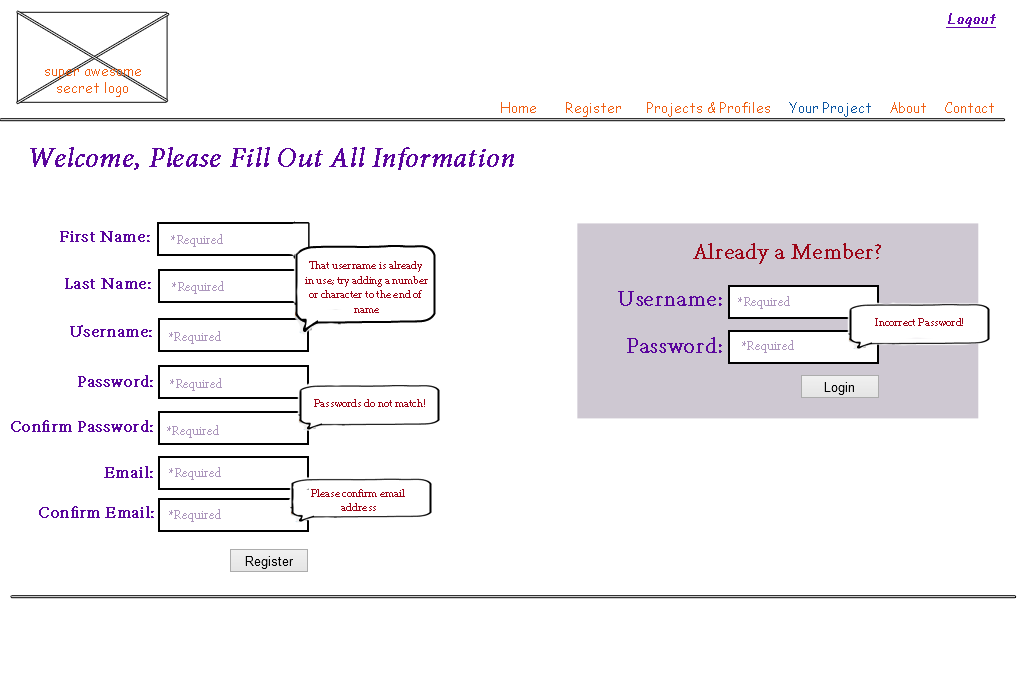 Logout
super awesome
secret logo
Home Register Projects & Profiles Your Project About Contact
Welcome, Please Fill Out All Information
First Name: *Required
That username is already
in use; try adding a number
or character to the end of
name
Last Name: *Required
Username: *Required
Password: *Required
Passwords do not match!
Confirm Password: *Required
Email: *Required
Please confirm email
address
Confirm Email: *Required
Register
Already a Member?
Username: *Required
Incorrect Password!
Password: *Required
Login